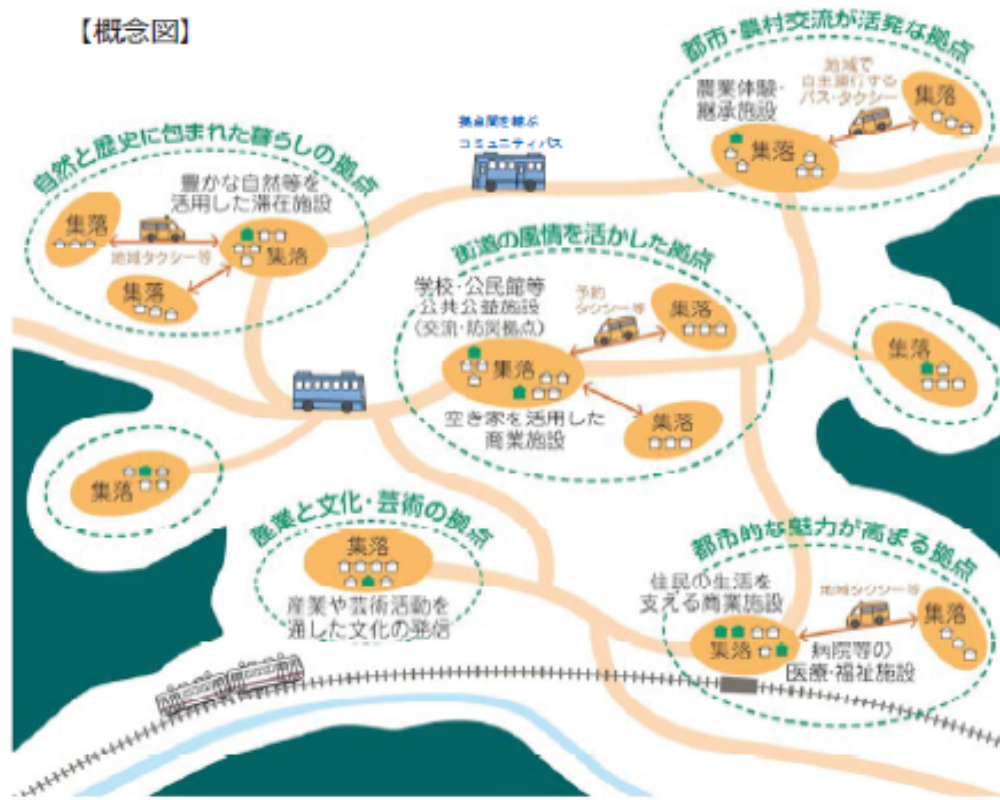 【概念図】
都市・農村交流が活発な拠点
農業体験・
継承施設
地域で
自主運行する
バス・タクシー
集落
集落
拠点間を結ぶ
コミュニティバス
自然と歴史に包まれた暮らしの拠点
豊かな自然等を
活用した滞在施設
集落
集落
地域タクシー等
集落
街道の風情を活かした拠点
学校・公民館等
公共公益施設
(交流・防災拠点)
予約
タクシー等
集落
集落
空き家を活用した
商業施設
集落
集落
集落
産業と文化・芸術の拠点
集落
産業や芸術活動を
通した文化の発信
都市的な魅力が高まる拠点
住民の生活を
支える商業施設
地域タクシー等
集落
集落
病院等の
医療・福祉施設